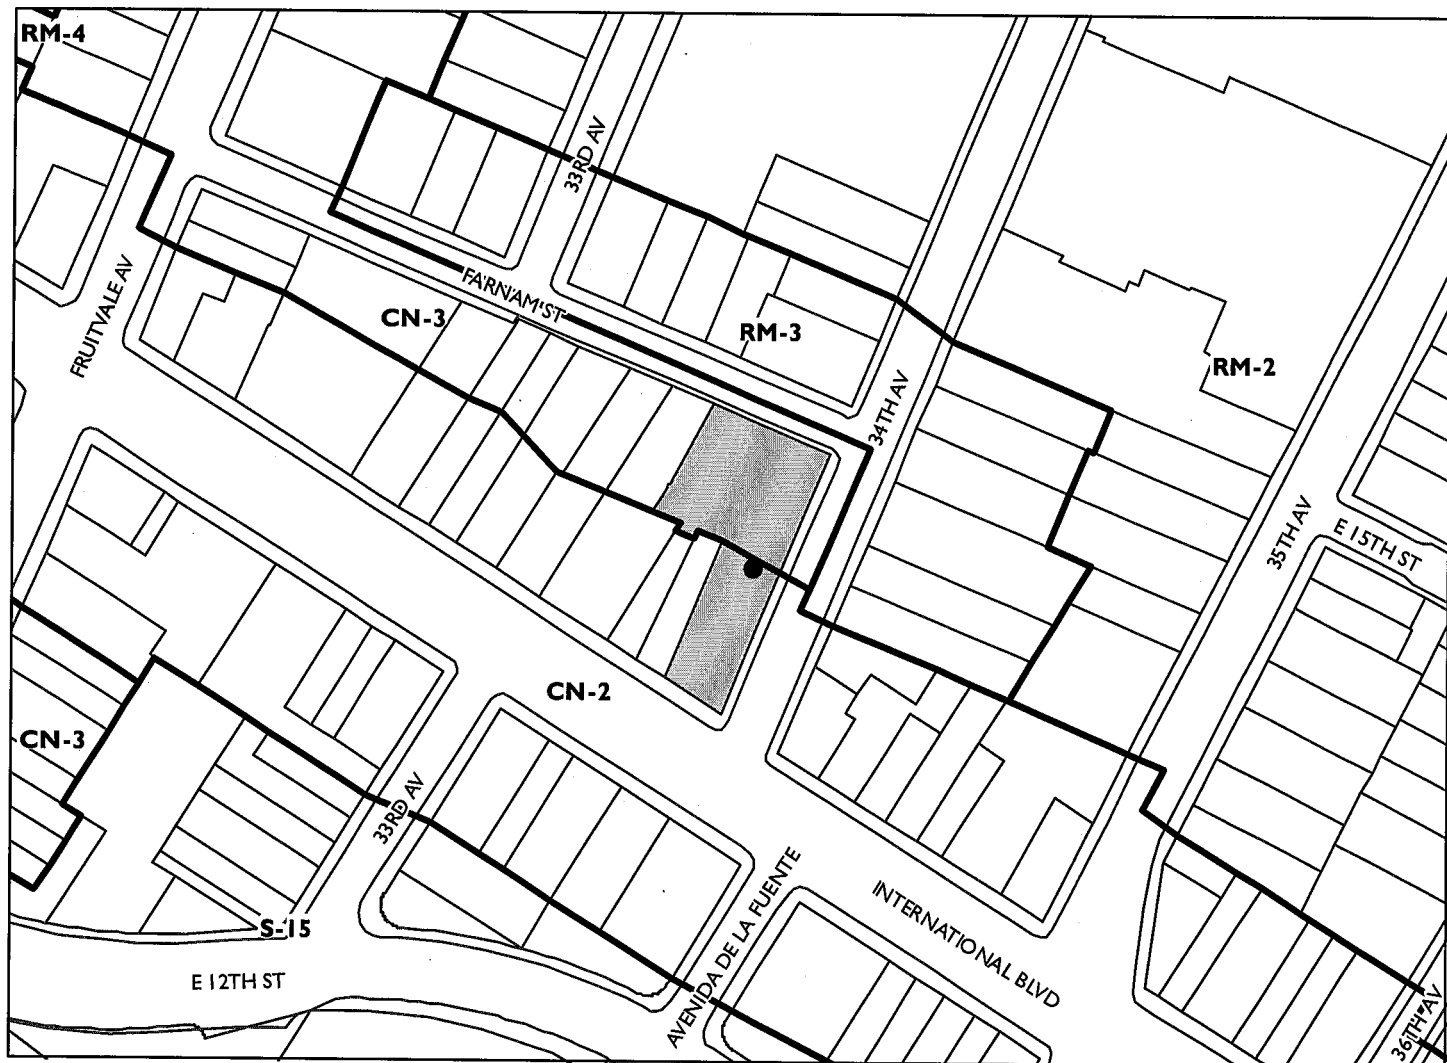 RM-4
33RD AV
FRUITVALE AV
FARNAM ST
CN-3
RM-3
RM-2
34TH AV
35TH AV
E 15TH ST
CN-2
CN-3
33RD AV
S-15
E 12TH ST
AVENIDA DE LA FUENTE
INTERNATIONAL BLVD
36TH AV